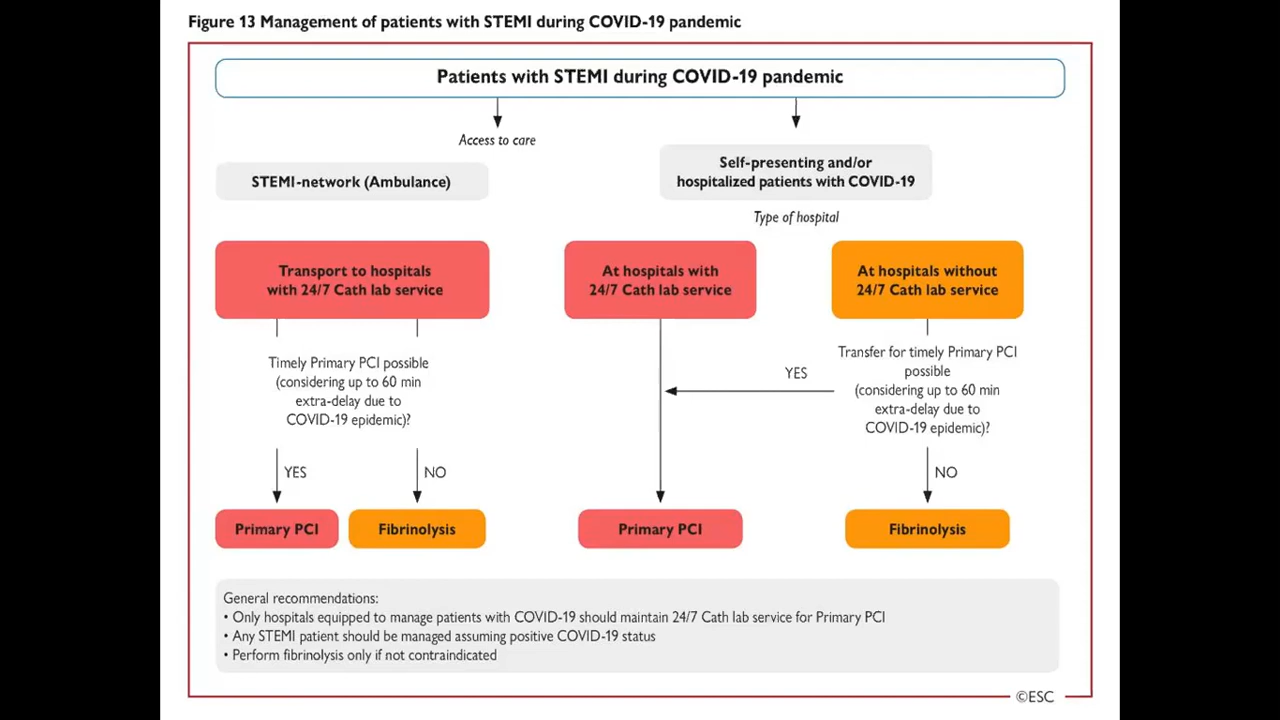 Figure 13 Management of patients with STEMI during COVID-19 pandemic
Patients with STEMI during COVID-19 pandemic
Access to care
STEMI-network (Ambulance)
Self-presenting and/or
hospitalized patients with COVID-19
Type of hospital
Transport to hospitals
with 24/7 Cath lab service
At hospitals with
24/7 Cath lab service
At hospitals without
24/7 Cath lab service
Timely Primary PCI possible
(considering up to 60 min
extra-delay due to
COVID-19 epidemic)?
YES
Transfer for timely Primary PCI
possible
(considering up to 60 min
extra-delay due to
COVID-19 epidemic)?
YES
NO
NO
Primary PCI
Fibrinolysis
Primary PCI
Fibrinolysis
General recommendations:
• Only hospitals equipped to manage patients with COVID-19 should maintain 24/7 Cath lab service for Primary PCI
• Any STEMI patient should be managed assuming positive COVID-19 status
• Perform fibrinolysis only if not contraindicated
©ESC